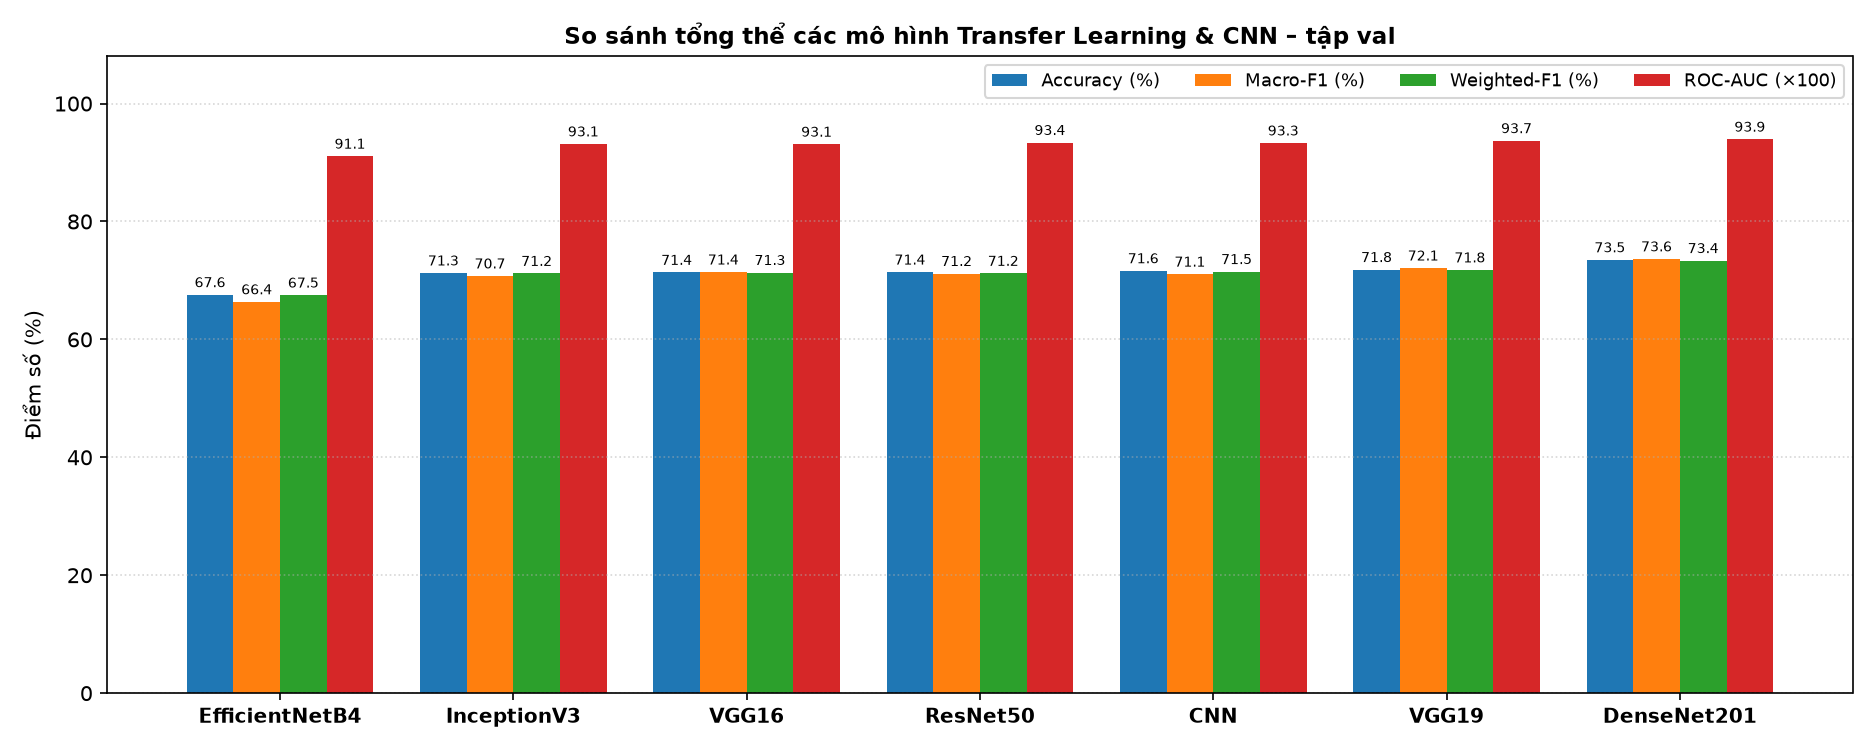 So sánh tổng thể các mô hình Transfer Learning & CNN – tập val
Accuracy (%) Macro-F1 (%) Weighted-F1 (%) ROC-AUC (×100)
Điểm số (%)
100
80
60
40
20
0
67.6 66.4 67.5 91.1
71.3 70.7 71.2 93.1
71.4 71.4 71.3 93.1
71.4 71.2 71.2 93.4
71.6 71.1 71.5 93.3
71.8 72.1 71.8 93.7
73.5 73.6 73.4 93.9
EfficientNetB4 InceptionV3 VGG16 ResNet50 CNN VGG19 DenseNet201